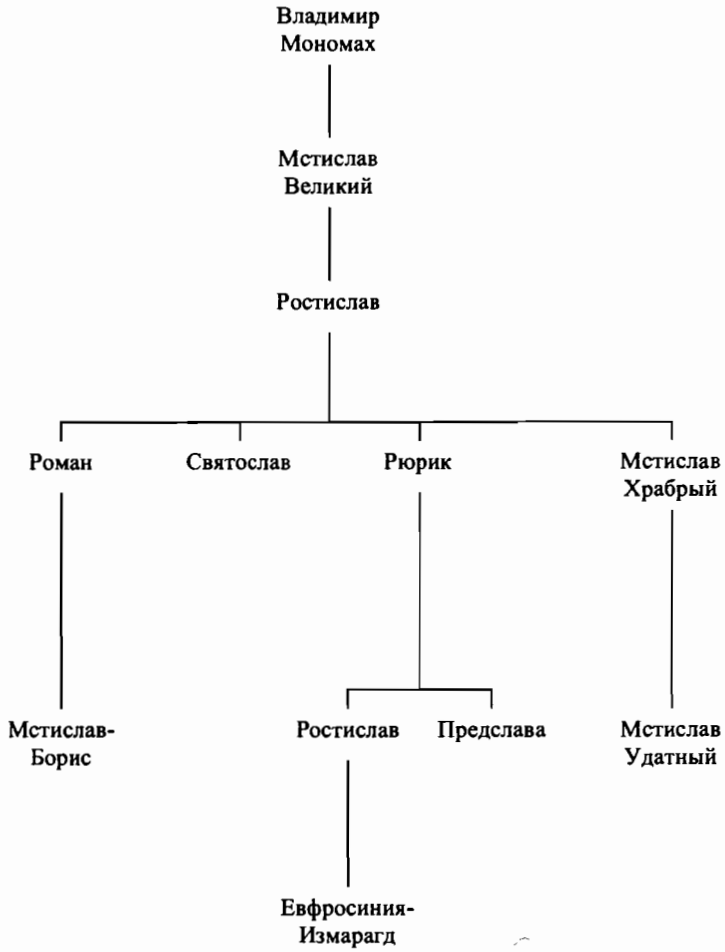 Владимир
Мономах
Мстислав
Великий
Ростислав
Роман
Святослав
Рюрик
Мстислав
Храбрый
Мстислав-
Борис
Ростислав
Предслава
Мстислав
Удатный
Евфросиния-
Измарагд